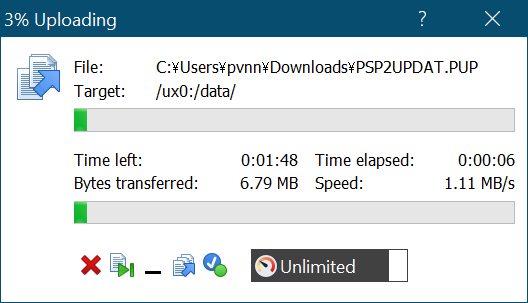 3% Uploading
File: C:¥Users¥pvnn¥Downloads¥PSP2UPDAT.PUP
Target: /ux0:/data/
Time left: 0:01:48 Time elapsed: 0:00:06
Bytes transferred: 6.79 MB Speed: 1.11 MB/s
Unlimited